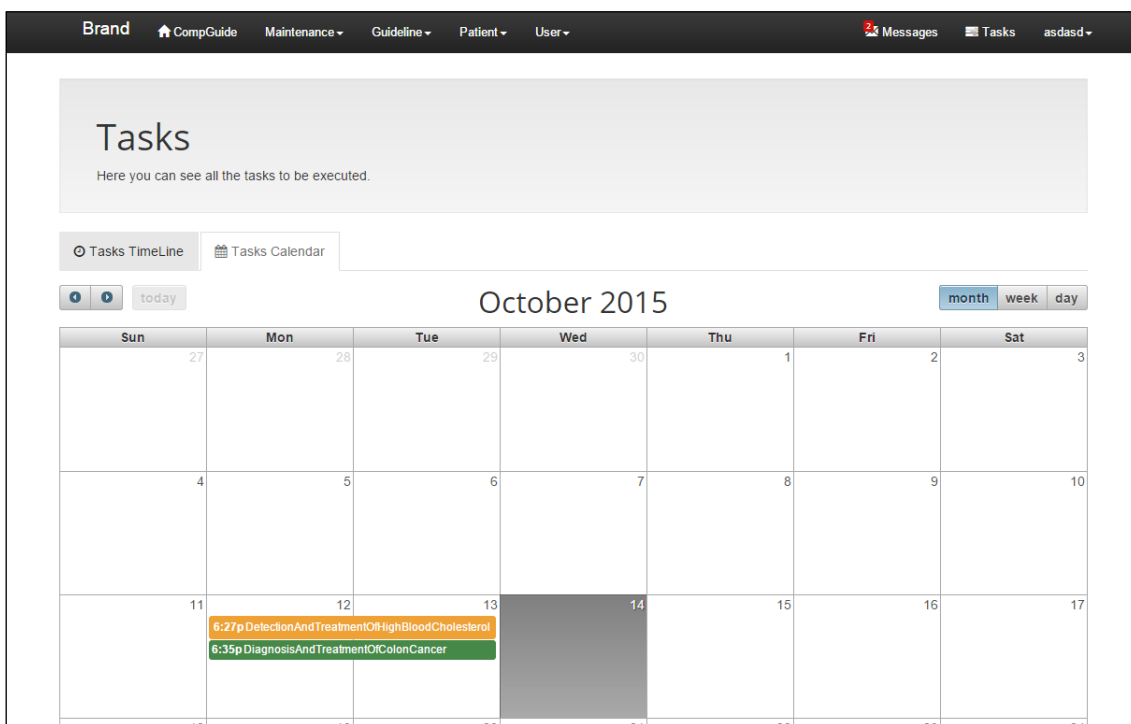 Brand CompGuide Maintenance Guideline Patient User 2 Messages Tasks asdasd
Tasks
Here you can see all the tasks to be executed.
Tasks TimeLine Tasks Calendar
today October 2015 month week day
Sun Mon Tue Wed Thu Fri Sat
27 28 29 30 1 2 3
4 5 6 7 8 9 10
11 12 13 14 15 16 17
6:27p DetectionAndTreatmentOfHighBloodCholesterol
6:35p DiagnosisAndTreatmentOfColonCancer